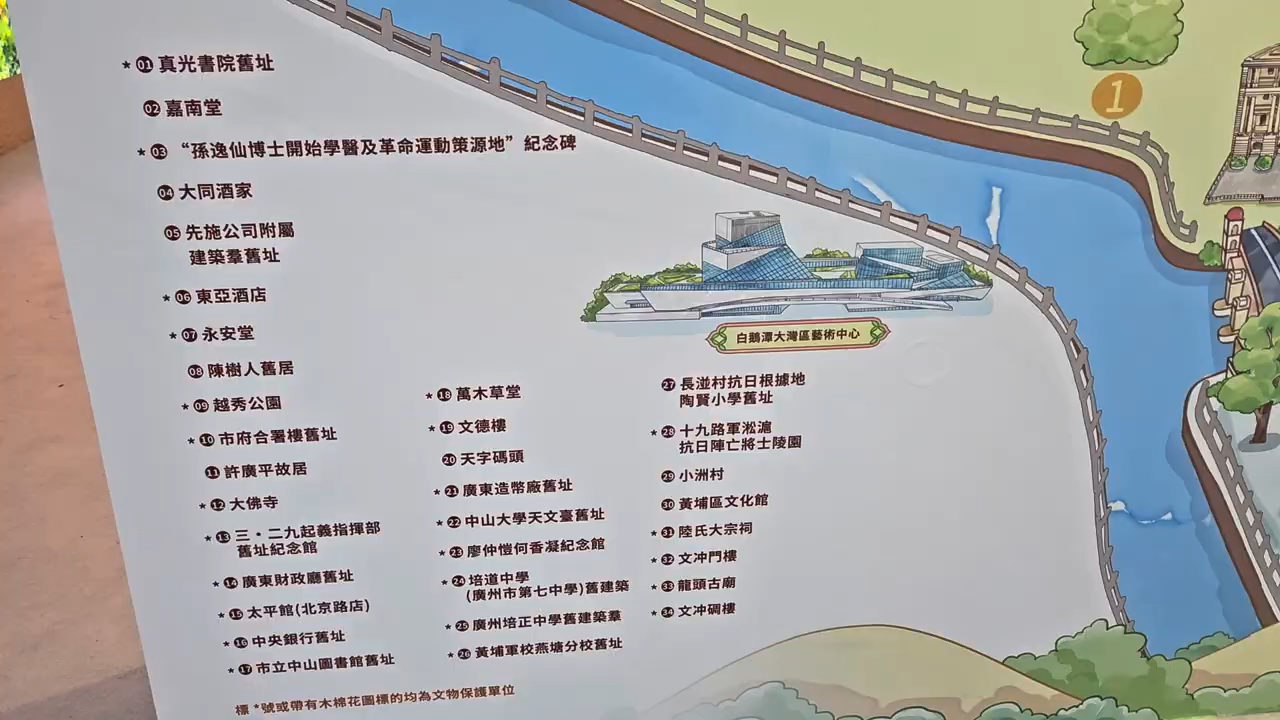 * 01 真光書院舊址
02 嘉南堂
* 03 “孫逸仙博士開始學醫及革命運動策源地”紀念碑
04 大同酒家
05 先施公司附屬
建築羣舊址
* 06 東亞酒店
* 07 永安堂
08 陳樹人舊居
* 09 越秀公園
* 10 市府合署樓舊址
11 許廣平故居
* 12 大佛寺
* 13 三·二九起義指揮部
舊址紀念館
* 14 廣東財政廳舊址
* 15 太平館(北京路店)
* 16 中央銀行舊址
* 17 市立中山圖書館舊址
* 18 萬木草堂
* 19 文德樓
20 天字碼頭
* 21 廣東造幣廠舊址
* 22 中山大學天文臺舊址
* 23 廖仲愷何香凝紀念館
* 24 培道中學
(廣州市第七中學)舊建築
* 25 廣州培正中學舊建築羣
* 26 黃埔軍校燕塘分校舊址
27 長湴村抗日根據地
陶賢小學舊址
* 28 十九路軍淞滬
抗日陣亡將士陵園
29 小洲村
30 黃埔區文化館
* 31 陸氏大宗祠
* 32 文冲門樓
* 33 龍頭古廟
* 34 文冲碉樓
標 *號或帶有木棉花圖標的均為文物保護單位
白鵝潭大灣區藝術中心
1